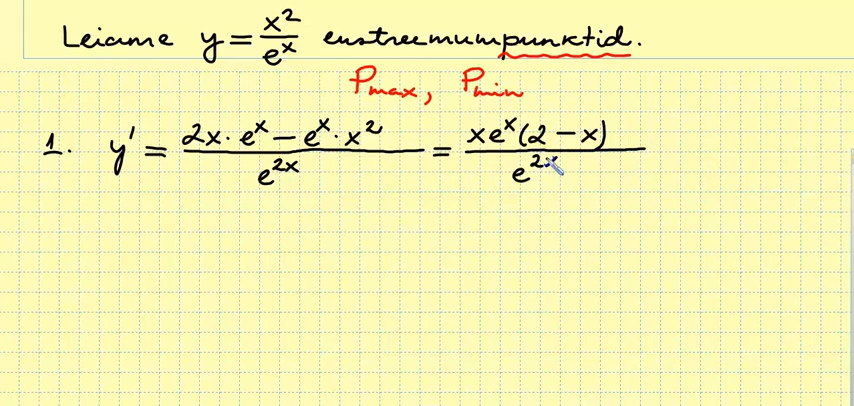 Leiame y = x²/eˣ ekstreemumpunktid.
Pmax, Pmin
1. y' = (2x · eˣ − eˣ · x²)/e²ˣ = xeˣ(2 − x)/e²ˣ